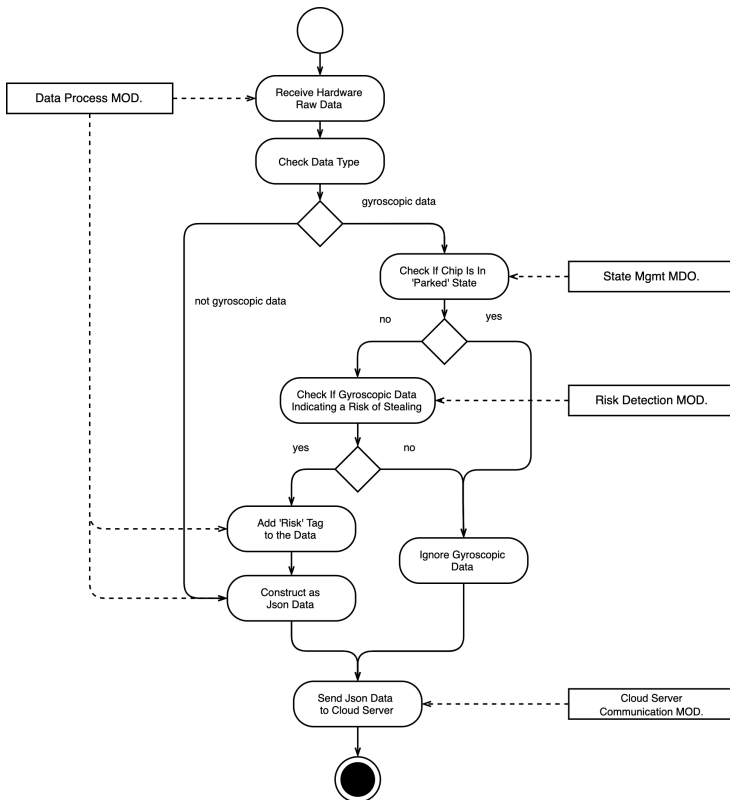 Receive Hardware
Raw Data
Data Process MOD.
Check Data Type
gyroscopic data
Check If Chip Is In
'Parked' State
State Mgmt MDO.
not gyroscopic data
no
yes
Check If Gyroscopic Data
Indicating a Risk of Stealing
Risk Detection MOD.
yes
no
Add 'Risk' Tag
to the Data
Ignore Gyroscopic
Data
Construct as
Json Data
Send Json Data
to Cloud Server
Cloud Server
Communication MOD.